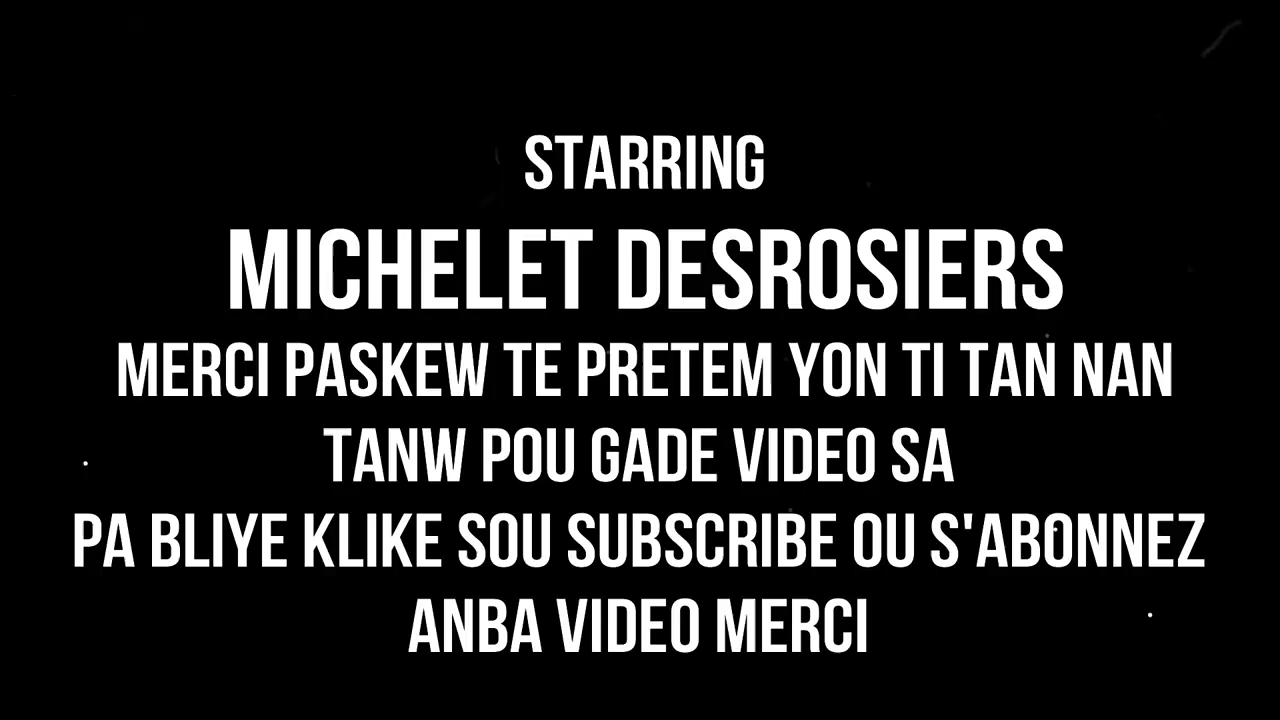 STARRING
MICHELET DESROSIERS
MERCI PASKEW TE PRETEM YON TI TAN NAN
TANW POU GADE VIDEO SA
PA BLIYE KLIKE SOU SUBSCRIBE OU S'ABONNEZ
ANBA VIDEO MERCI